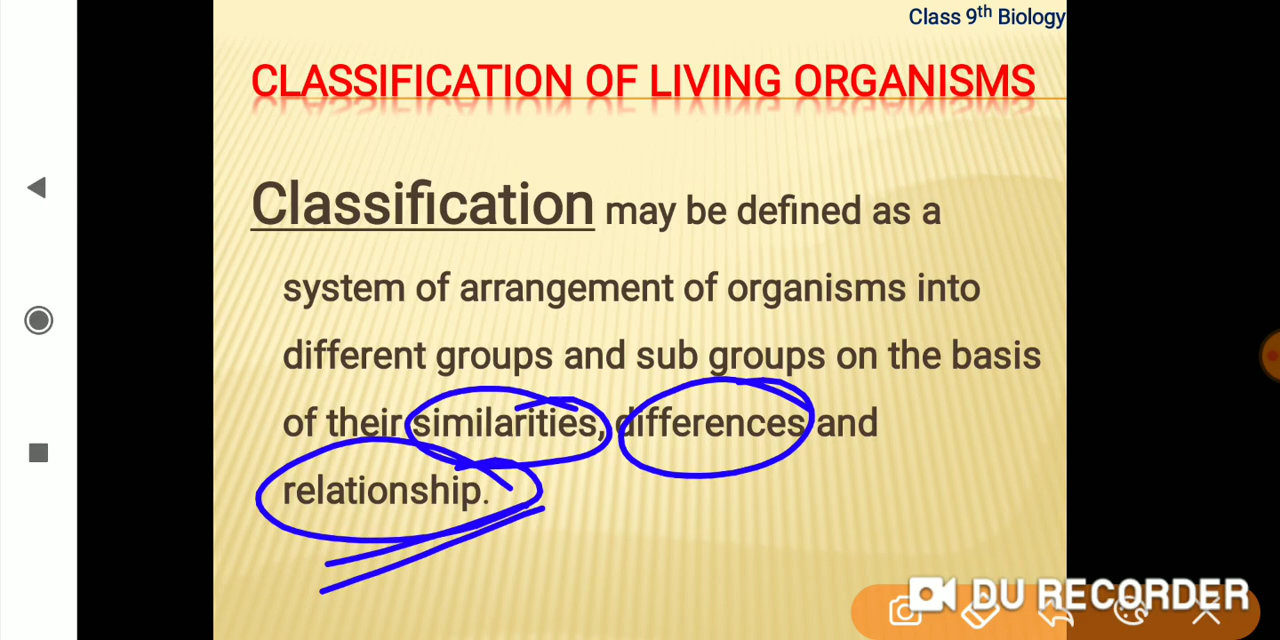 Class 9th Biology
CLASSIFICATION OF LIVING ORGANISMS
Classification may be defined as a
system of arrangement of organisms into
different groups and sub groups on the basis
of their similarities, differences and
relationship.
DU RECORDER